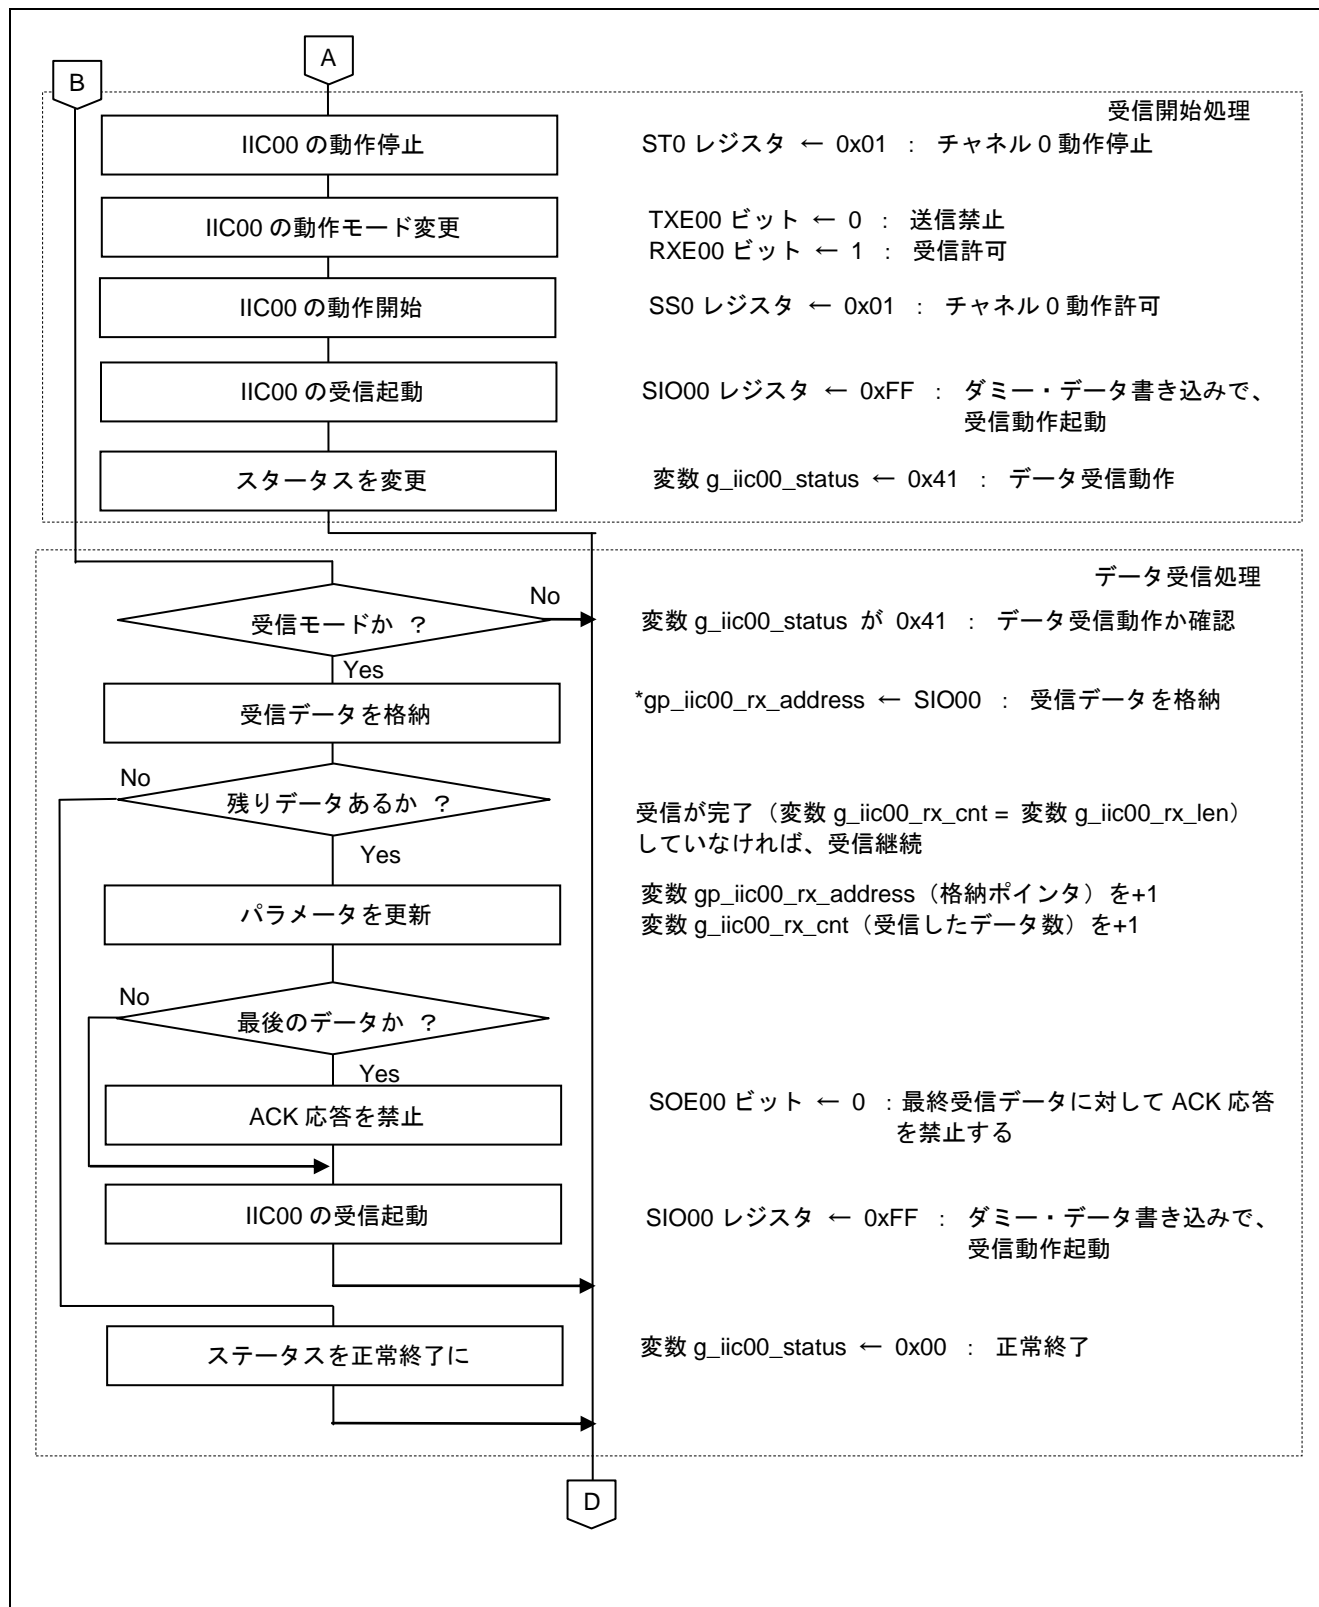 A
B
受信開始処理
IIC00 の動作停止
ST0 レジスタ ← 0x01 : チャネル 0 動作停止
IIC00 の動作モード変更
TXE00 ビット ← 0 : 送信禁止
RXE00 ビット ← 1 : 受信許可
IIC00 の動作開始
SS0 レジスタ ← 0x01 : チャネル 0 動作許可
IIC00 の受信起動
SIO00 レジスタ ← 0xFF : ダミー・データ書き込みで、
受信動作起動
スタータスを変更
変数 g_iic00_status ← 0x41 : データ受信動作
データ受信処理
受信モードか ?
No
変数 g_iic00_status が 0x41 : データ受信動作か確認
Yes
受信データを格納
*gp_iic00_rx_address ← SIO00 : 受信データを格納
No
残りデータあるか ?
受信が完了（変数 g_iic00_rx_cnt = 変数 g_iic00_rx_len）
していなければ、受信継続
Yes
パラメータを更新
変数 gp_iic00_rx_address（格納ポインタ）を+1
変数 g_iic00_rx_cnt（受信したデータ数）を+1
No
最後のデータか ?
Yes
ACK 応答を禁止
SOE00 ビット ← 0 : 最終受信データに対して ACK 応答
を禁止する
IIC00 の受信起動
SIO00 レジスタ ← 0xFF : ダミー・データ書き込みで、
受信動作起動
ステータスを正常終了に
変数 g_iic00_status ← 0x00 : 正常終了
D